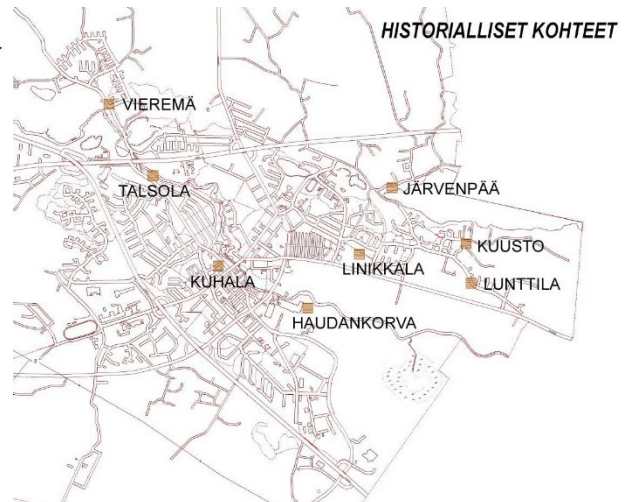 HISTORIALLISET KOHTEET
VIEREMÄ
TALSOLA
JÄRVENPÄÄ
KUUSTO
LINIKKALA
KUHALA
LUNTTILA
HAUDANKORVA